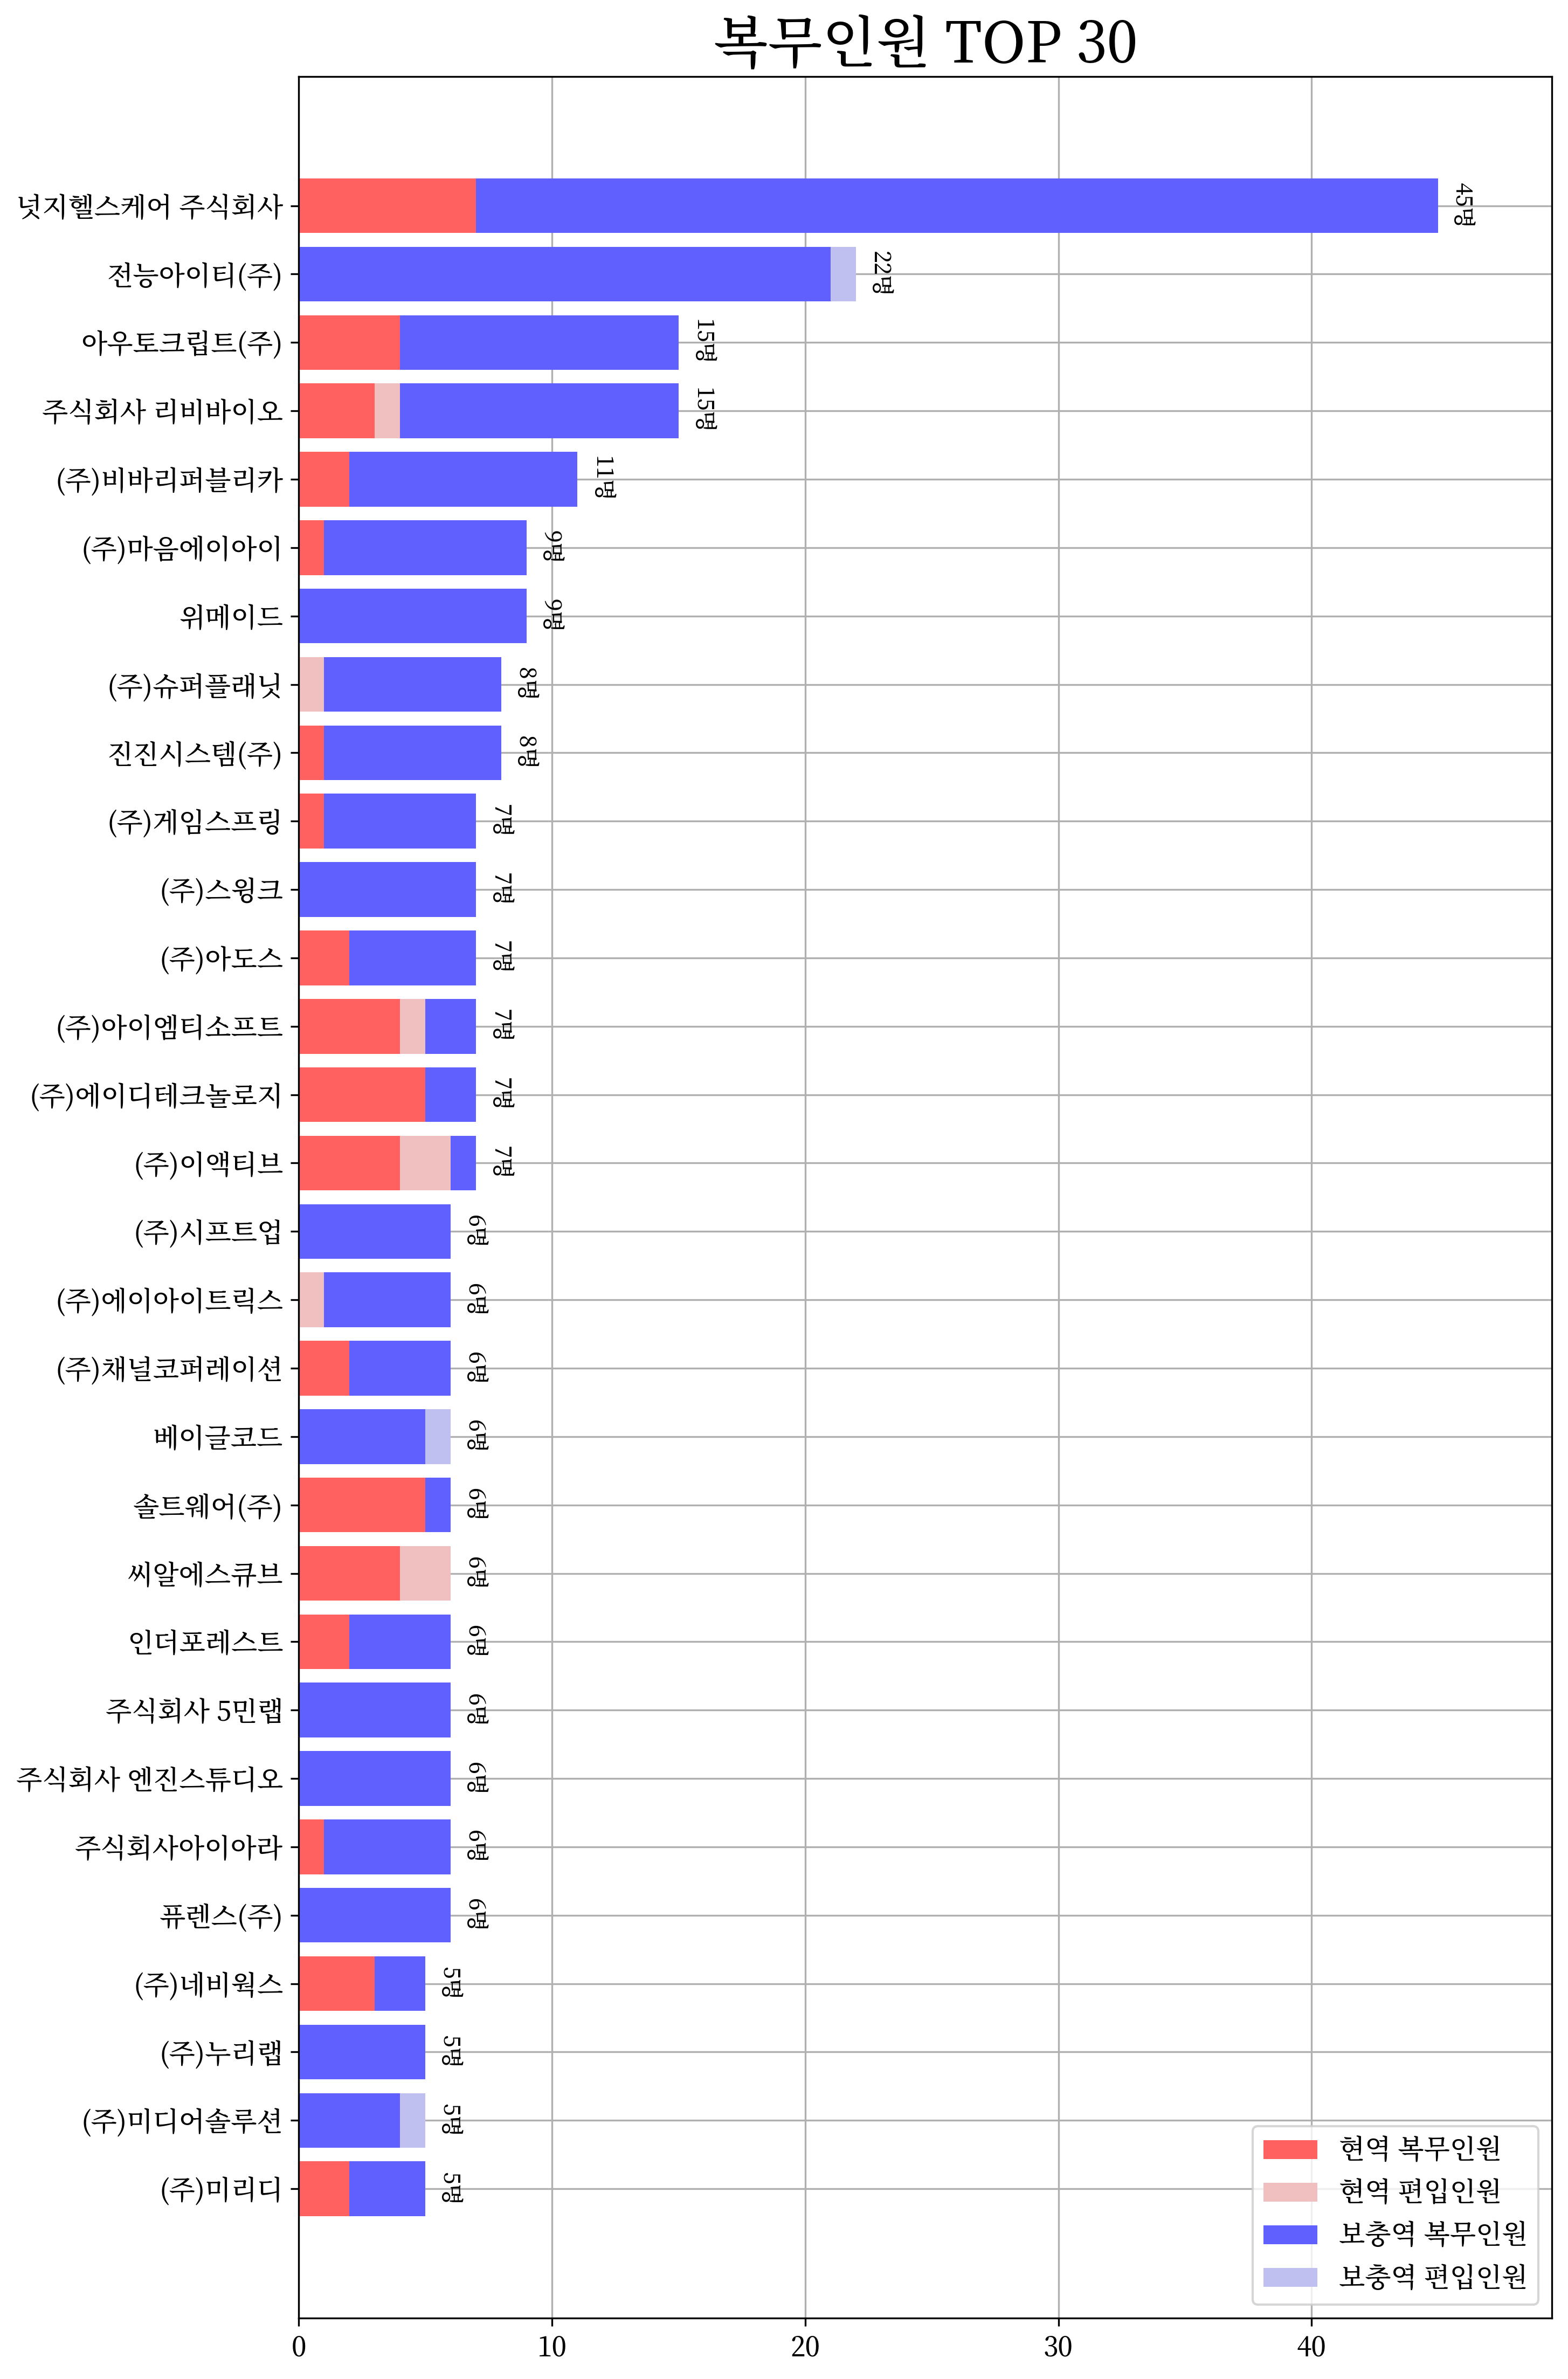 복무인원 TOP 30
넛지헬스케어 주식회사 45명
전능아이티(주) 22명
아우토크립트(주) 15명
주식회사 리비바이오 15명
(주)비바리퍼블리카 11명
(주)마음에이아이 9명
위메이드 9명
(주)슈퍼플래닛 8명
진진시스템(주) 8명
(주)게임스프링 7명
(주)스윙크 7명
(주)아도스 7명
(주)아이엠티소프트 7명
(주)에이디테크놀로지 7명
(주)이액티브 7명
(주)시프트업 6명
(주)에이아이트릭스 6명
(주)채널코퍼레이션 6명
베이글코드 6명
솔트웨어(주) 6명
씨알에스큐브 6명
인더포레스트 6명
주식회사 5민랩 6명
주식회사 엔진스튜디오 6명
주식회사아이아라 6명
퓨렌스(주) 6명
(주)네비웍스 5명
(주)누리랩 5명
(주)미디어솔루션 5명
(주)미리디 5명
현역 복무인원
현역 편입인원
보충역 복무인원
보충역 편입인원
0 10 20 30 40